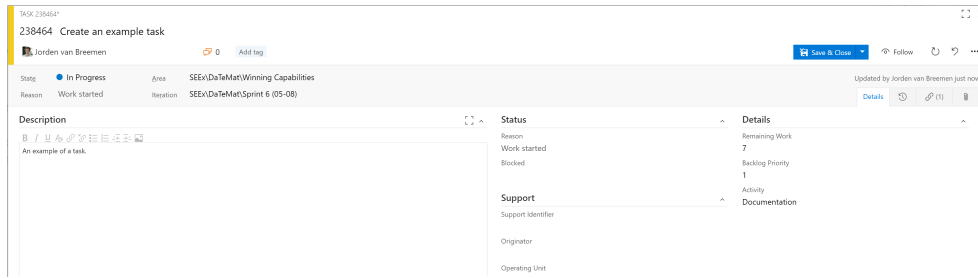 TASK 238464*
238464 Create an example task
Jorden van Breemen 0 Add tag Save & Close Follow
State In Progress Area SEEx\DaTeMat\Winning Capabilities Updated by Jorden van Breemen just now
Reason Work started Iteration SEEx\DaTeMat\Sprint 6 (05-08) Details (1)
Description Status Details
B I U
An example of a task.
Reason
Work started
Blocked
Support
Support Identifier
Originator
Operating Unit
Remaining Work
7
Backlog Priority
1
Activity
Documentation